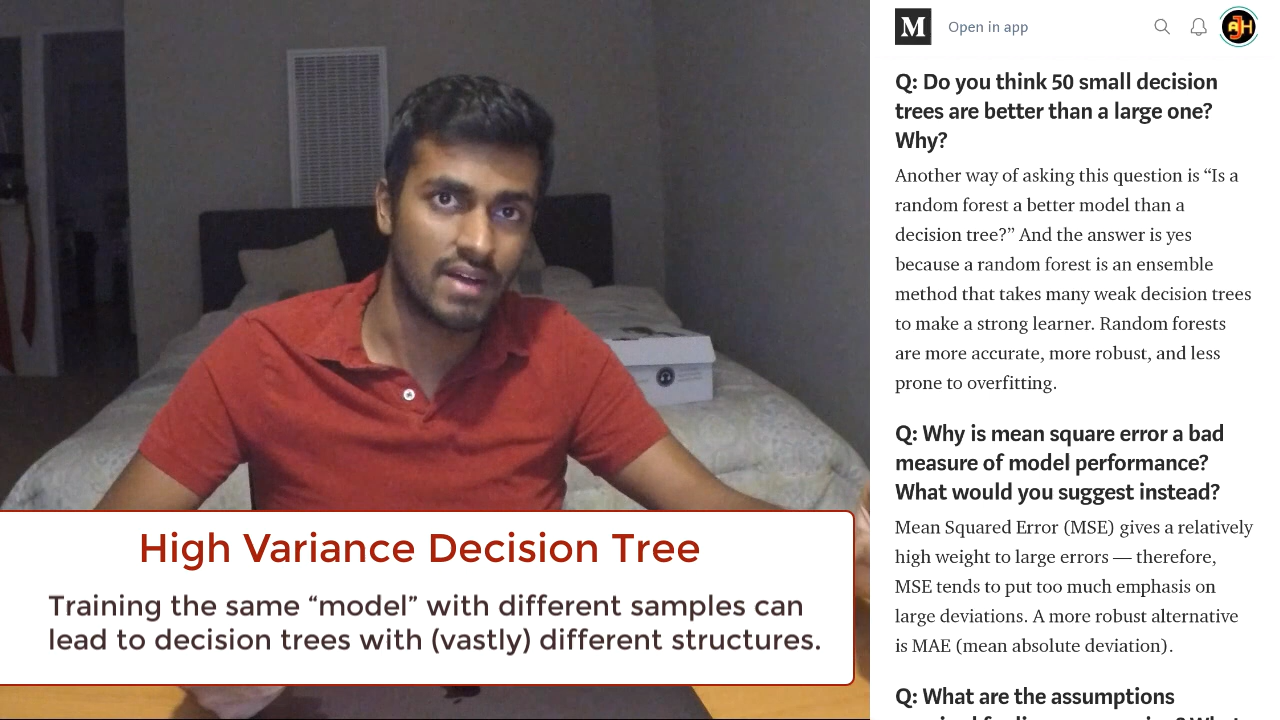 High Variance Decision Tree
Training the same “model” with different samples can
lead to decision trees with (vastly) different structures.
M
Open in app
AJH
Q: Do you think 50 small decision
trees are better than a large one?
Why?
Another way of asking this question is “Is a
random forest a better model than a
decision tree?” And the answer is yes
because a random forest is an ensemble
method that takes many weak decision trees
to make a strong learner. Random forests
are more accurate, more robust, and less
prone to overfitting.
Q: Why is mean square error a bad
measure of model performance?
What would you suggest instead?
Mean Squared Error (MSE) gives a relatively
high weight to large errors — therefore,
MSE tends to put too much emphasis on
large deviations. A more robust alternative
is MAE (mean absolute deviation).
Q: What are the assumptions